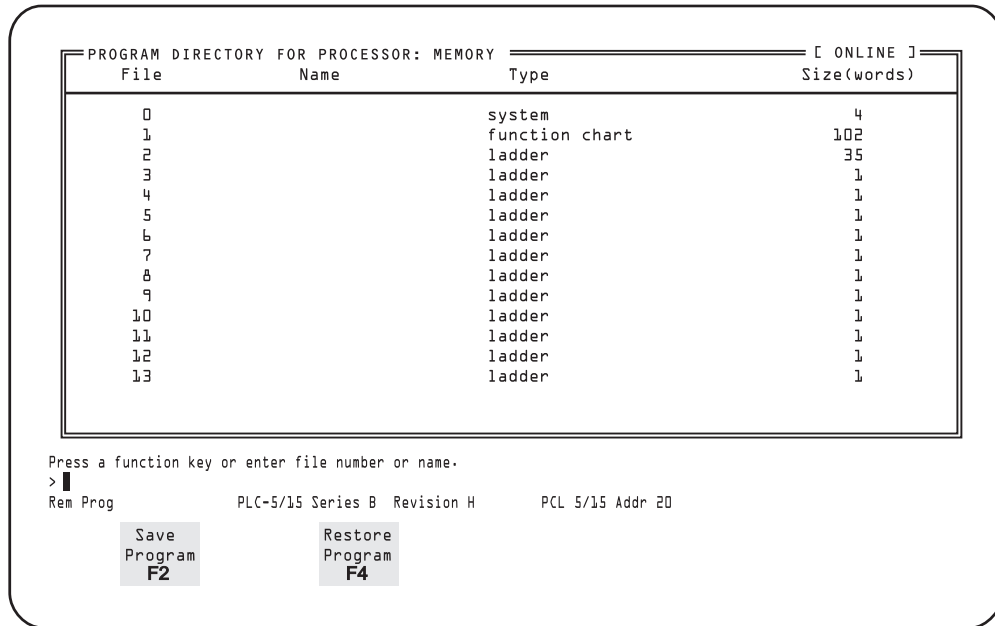 PROGRAM DIRECTORY FOR PROCESSOR: MEMORY [ ONLINE ]
File Name Type Size(words)
0 system 4
1 function chart 102
2 ladder 35
3 ladder 1
4 ladder 1
5 ladder 1
6 ladder 1
7 ladder 1
8 ladder 1
9 ladder 1
10 ladder 1
11 ladder 1
12 ladder 1
13 ladder 1
Press a function key or enter file number or name.
>
Rem Prog PLC-5/15 Series B Revision H PCL 5/15 Addr 20
Save Restore
Program Program
F2 F4